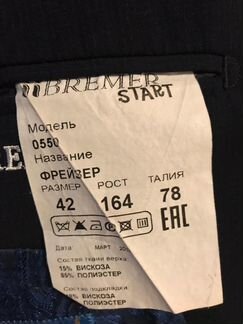 BREMER
START
Модель
0550
Название
ФРЕЙЗЕР
РАЗМЕР РОСТ ТАЛИЯ
42 164 78
EAC
Дата: МАРТ
Состав ткани верха:
15% ВИСКОЗА
85% ПОЛИЭСТЕР
Состав подкладки:
ПОЛИЭСТЕР